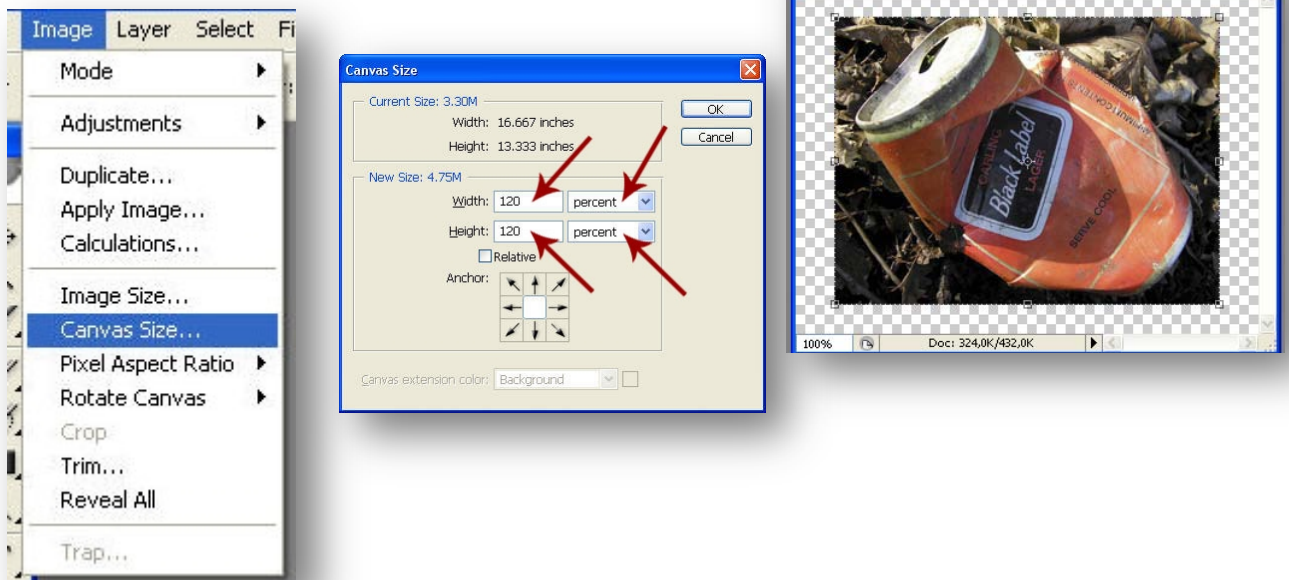 Image Layer Select Fi
Mode
Adjustments
Duplicate...
Apply Image...
Calculations...
Image Size...
Canvas Size...
Pixel Aspect Ratio
Rotate Canvas
Crop
Trim...
Reveal All
Trap...
Canvas Size
Current Size: 3.30M
Width: 16.667 inches
Height: 13.333 inches
OK
Cancel
New Size: 4.75M
Width: 120 percent
Height: 120 percent
Relative
Anchor:
Canvas extension color: Background
CARLING
Black Label
LAGER
SERVE COOL
100% Doc: 324,0K/432,0K